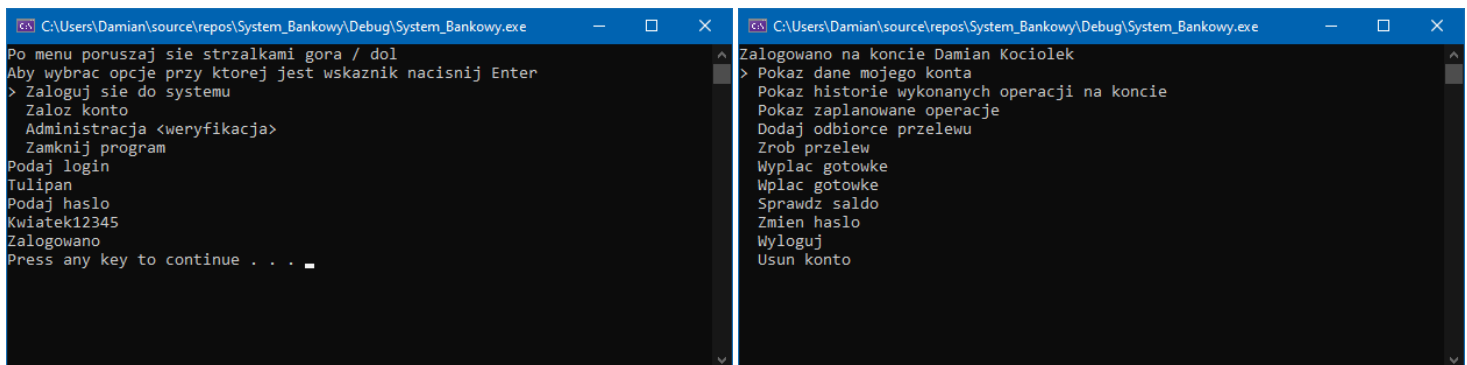 C:\Users\Damian\source\repos\System_Bankowy\Debug\System_Bankowy.exe
Po menu poruszaj sie strzalkami gora / dol
Aby wybrac opcje przy ktorej jest wskaznik nacisnij Enter
> Zaloguj sie do systemu
Zaloz konto
Administracja <weryfikacja>
Zamknij program
Podaj login
Tulipan
Podaj haslo
Kwiatek12345
Zalogowano
Press any key to continue . . .
C:\Users\Damian\source\repos\System_Bankowy\Debug\System_Bankowy.exe
Zalogowano na koncie Damian Kociolek
> Pokaz dane mojego konta
Pokaz historie wykonanych operacji na koncie
Pokaz zaplanowane operacje
Dodaj odbiorce przelewu
Zrob przelew
Wyplac gotowke
Wplac gotowke
Sprawdz saldo
Zmien haslo
Wyloguj
Usun konto